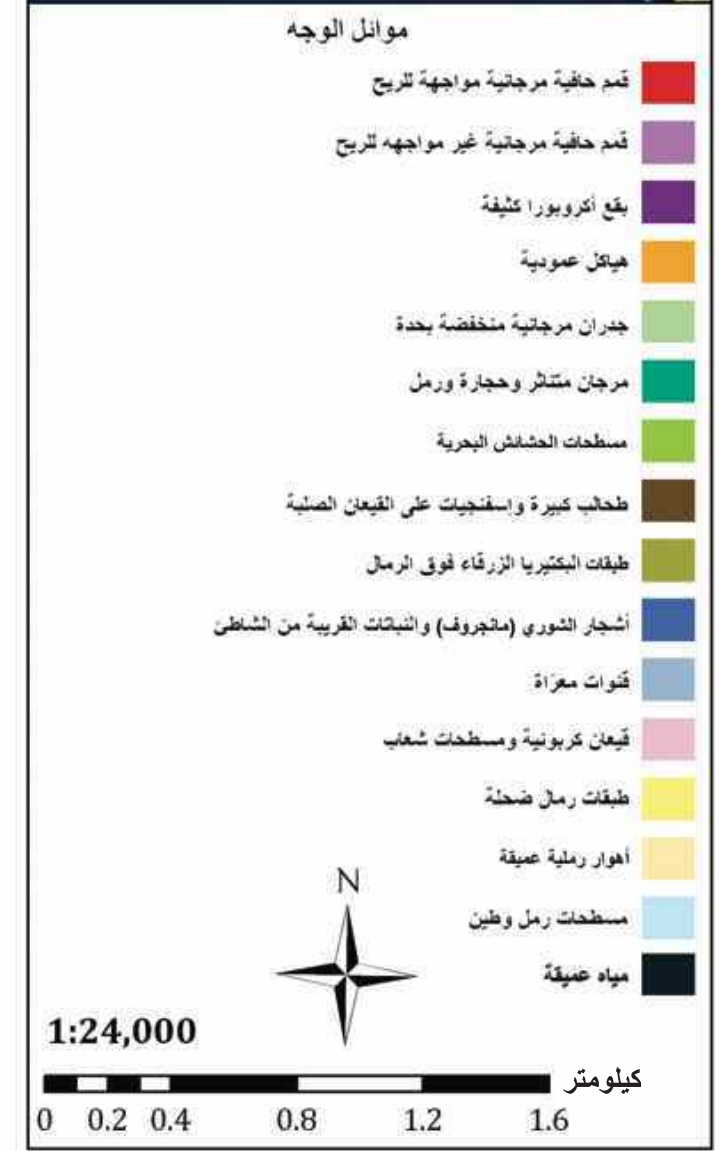 موائل الوجه
قمم حافية مرجانية مواجهة للريح
قمم حافية مرجانية غير مواجهه للريح
بقع أكروبورا كثيفة
هياكل عمودية
جدران مرجانية منخفضة بحدة
مرجان متناثر وحجارة ورمل
مسطحات الحشائش البحرية
طحالب كبيرة وإسفنجيات على القيعان الصلبة
طبقات البكتيريا الزرقاء فوق الرمال
أشجار الشوري (مانجروف) والنباتات القريبة من الشاطئ
قنوات معرّاة
قيعان كربونية ومسطحات شعاب
طبقات رمال ضحلة
أهوار رملية عميقة
مسطحات رمل وطين
مياه عميقة
N
1:24,000
كيلومتر
0 0.2 0.4 0.8 1.2 1.6